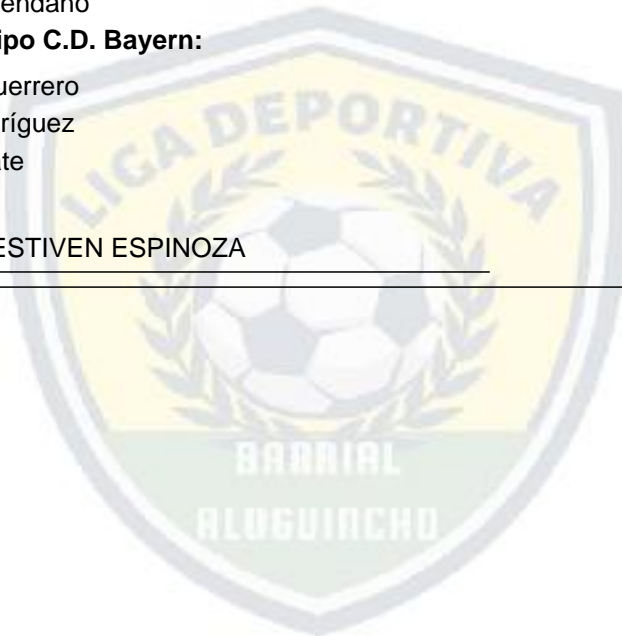 endaño
ipo C.D. Bayern:
uerrero
ríguez
te
ESTIVEN ESPINOZA
LIGA DEPORTIVA
BARRIAL
ALUGUINCHO